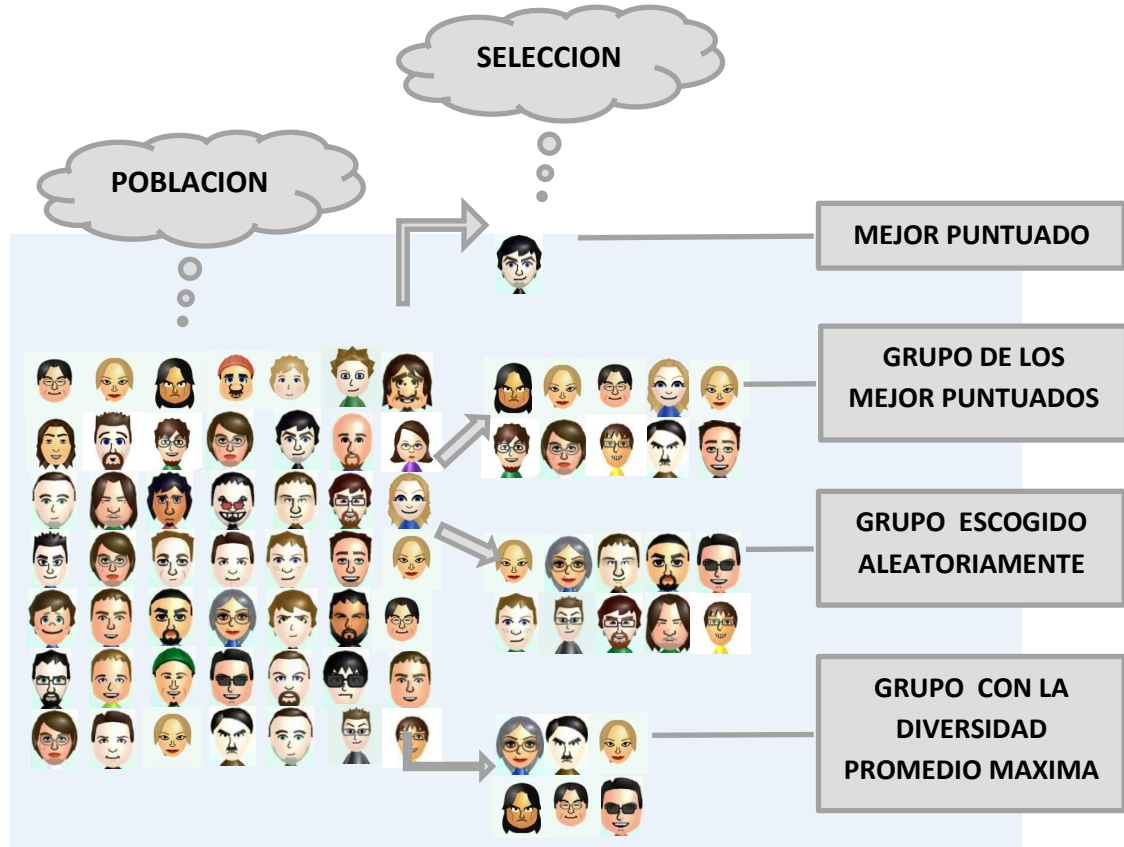 SELECCION
POBLACION
MEJOR PUNTUADO
GRUPO DE LOS
MEJOR PUNTUADOS
GRUPO ESCOGIDO
ALEATORIAMENTE
GRUPO CON LA
DIVERSIDAD
PROMEDIO MAXIMA